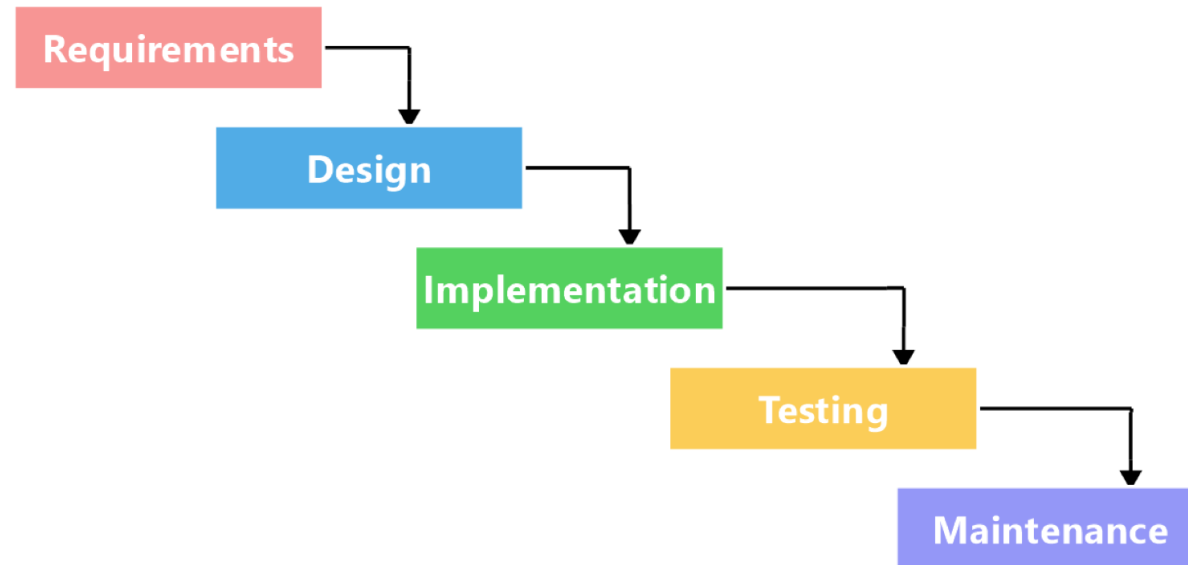 Requirements
Design
Implementation
Testing
Maintenance